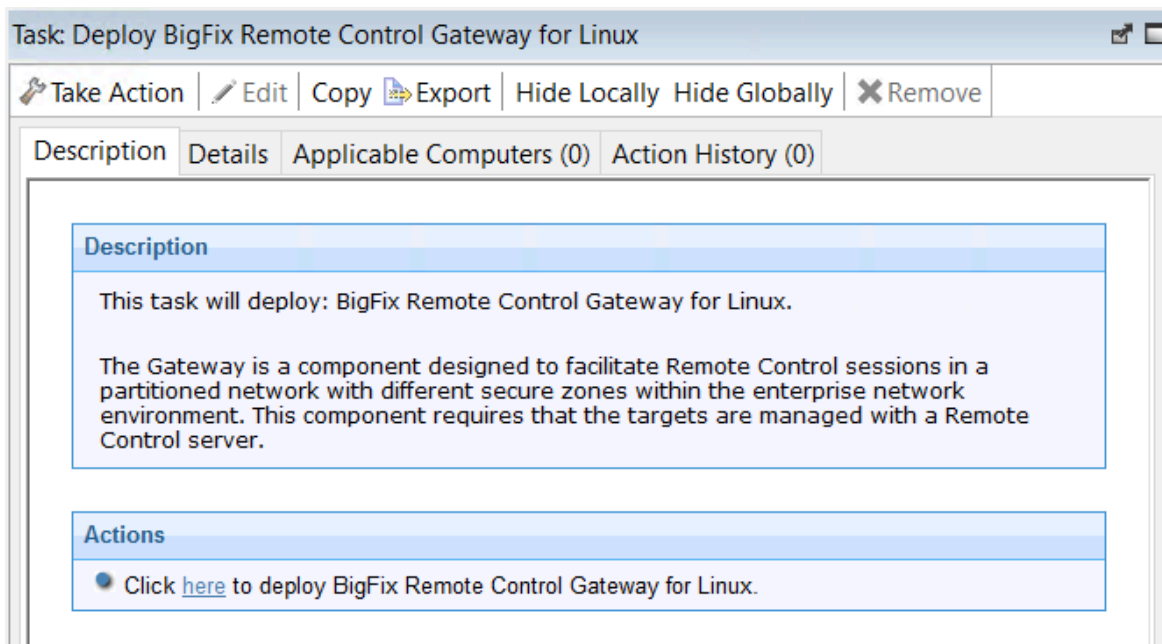 Task: Deploy BigFix Remote Control Gateway for Linux
Take Action Edit Copy Export Hide Locally Hide Globally Remove
Description Details Applicable Computers (0) Action History (0)
Description
This task will deploy: BigFix Remote Control Gateway for Linux.
The Gateway is a component designed to facilitate Remote Control sessions in a
partitioned network with different secure zones within the enterprise network
environment. This component requires that the targets are managed with a Remote
Control server.
Actions
Click here to deploy BigFix Remote Control Gateway for Linux.